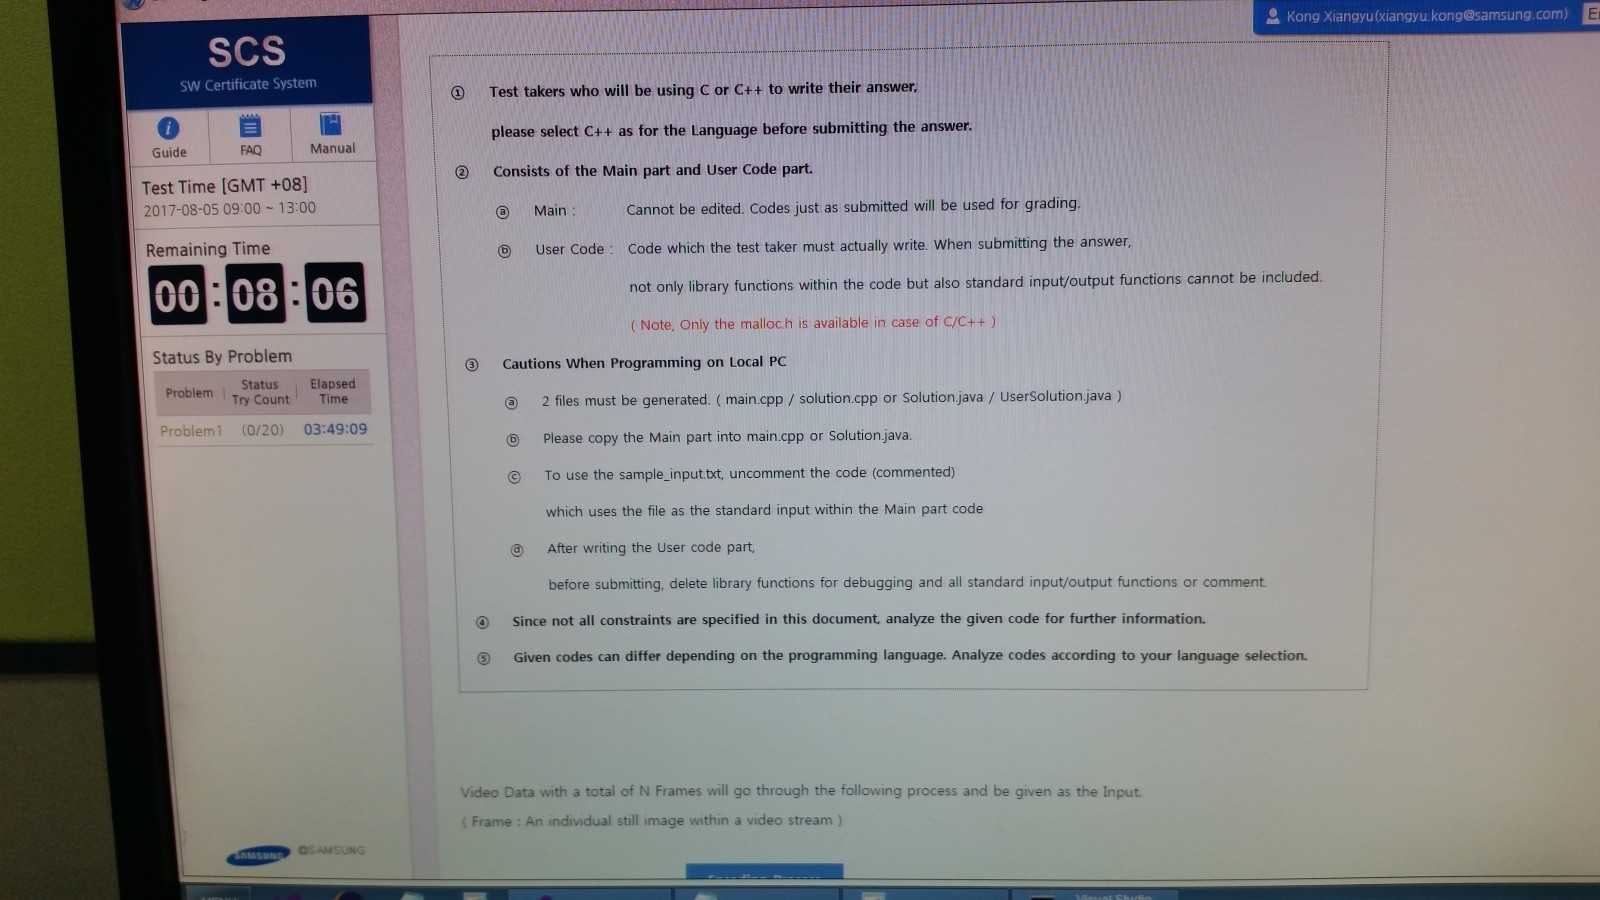 Kong Xiangyu(xiangyu.kong@samsung.com)
SCS
SW Certificate System
Guide
FAQ
Manual
Test Time [GMT +08]
2017-08-05 09:00 ~ 13:00
Remaining Time
00:08:06
Status By Problem
Problem Status Try Count Elapsed Time
Problem1 (0/20) 03:49:09
SAMSUNG ©SAMSUNG
① Test takers who will be using C or C++ to write their answer,
please select C++ as for the Language before submitting the answer.
② Consists of the Main part and User Code part.
ⓐ Main : Cannot be edited. Codes just as submitted will be used for grading.
ⓑ User Code : Code which the test taker must actually write. When submitting the answer,
not only library functions within the code but also standard input/output functions cannot be included.
( Note, Only the malloc.h is available in case of C/C++ )
③ Cautions When Programming on Local PC
ⓐ 2 files must be generated. ( main.cpp / solution.cpp or Solution.java / UserSolution.java )
ⓑ Please copy the Main part into main.cpp or Solution.java.
ⓒ To use the sample_input.txt, uncomment the code (commented)
which uses the file as the standard input within the Main part code
ⓓ After writing the User code part,
before submitting, delete library functions for debugging and all standard input/output functions or comment.
④ Since not all constraints are specified in this document, analyze the given code for further information.
⑤ Given codes can differ depending on the programming language. Analyze codes according to your language selection.
Video Data with a total of N Frames will go through the following process and be given as the Input.
( Frame : An individual still image within a video stream )
Visual Studio